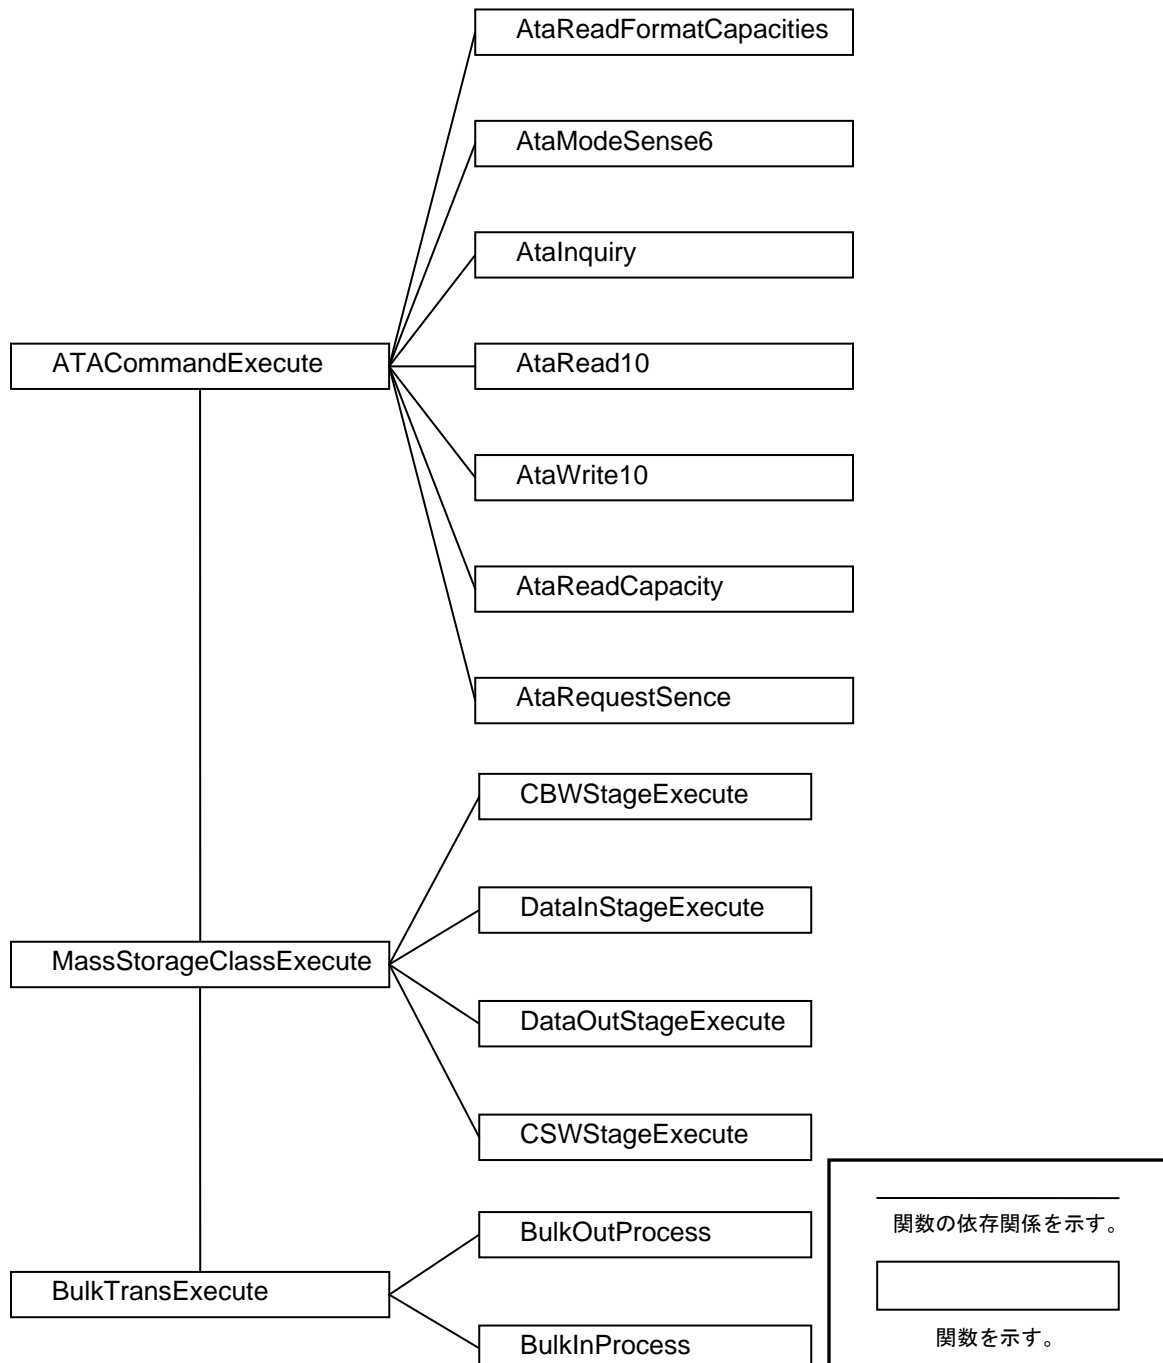 AtaReadFormatCapacities
AtaModeSense6
AtaInquiry
ATACommandExecute
AtaRead10
AtaWrite10
AtaReadCapacity
AtaRequestSence
CBWStageExecute
DataInStageExecute
MassStorageClassExecute
DataOutStageExecute
CSWStageExecute
BulkOutProcess
BulkTransExecute
BulkInProcess
関数の依存関係を示す。
関数を示す。